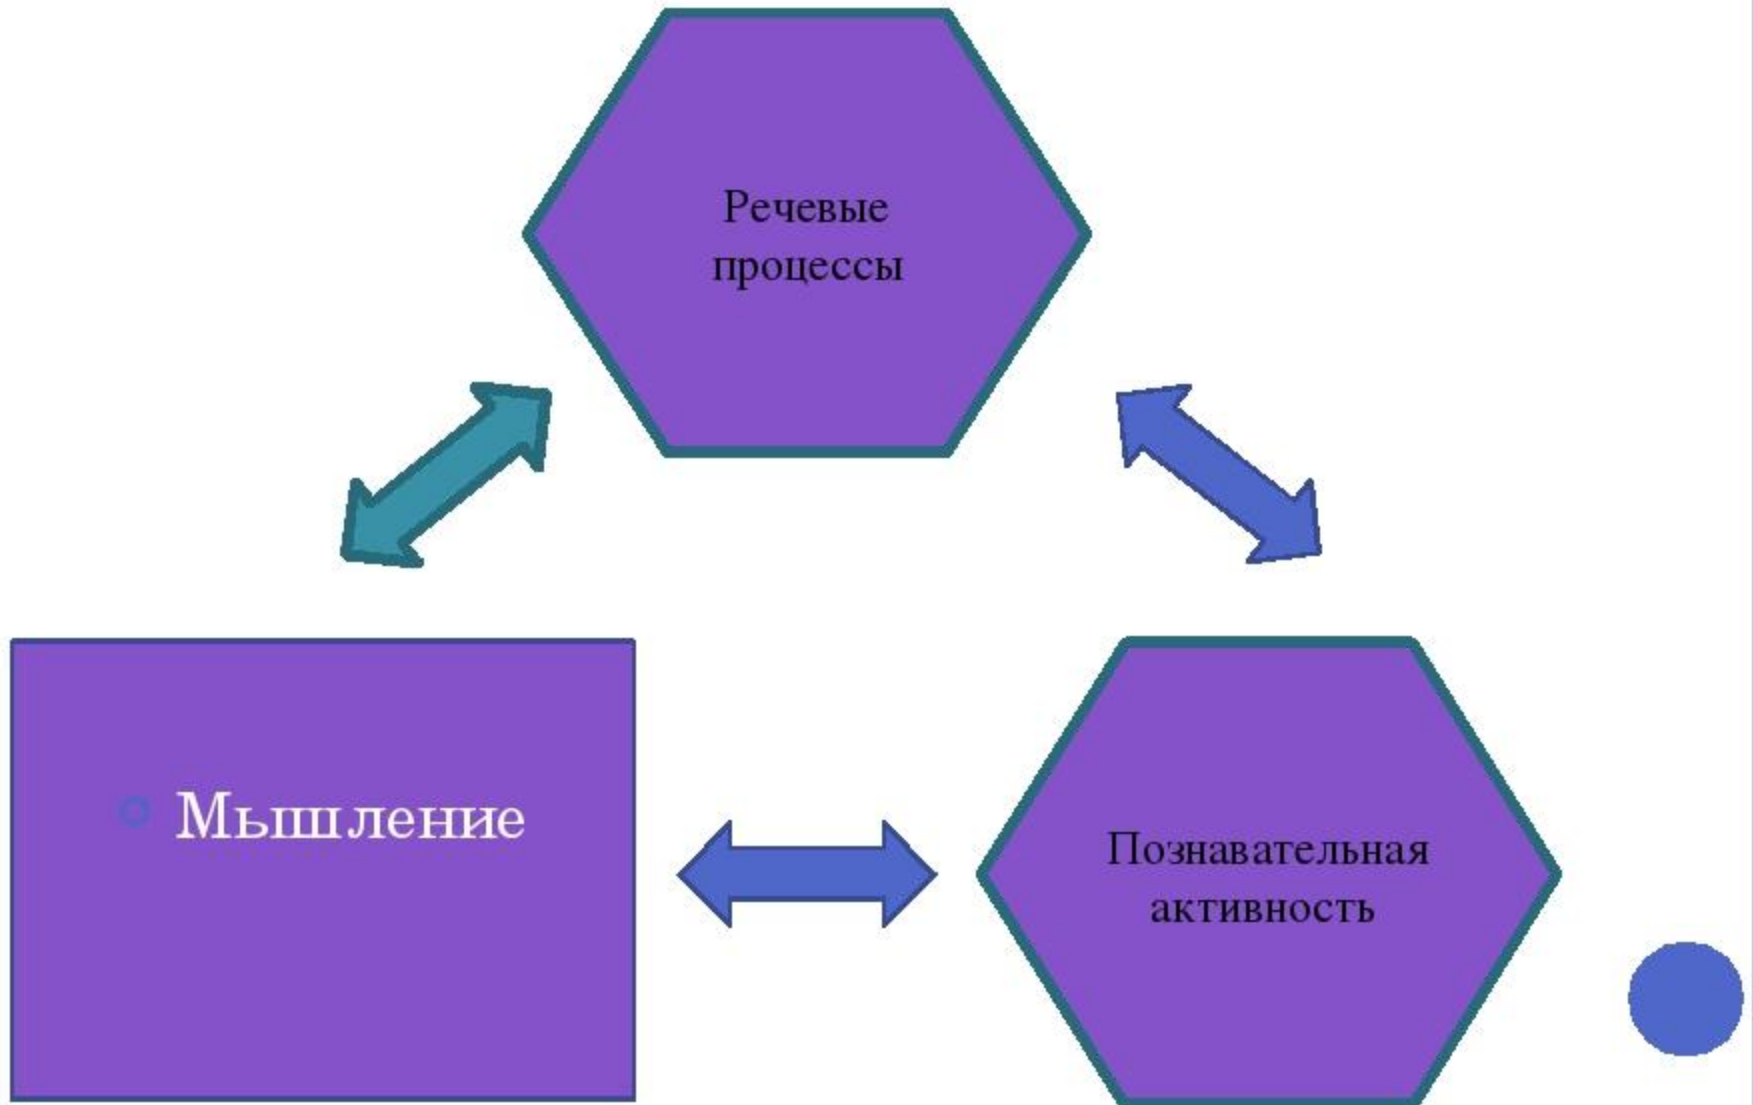 Речевые
процессы
Мышление
Познавательная
активность